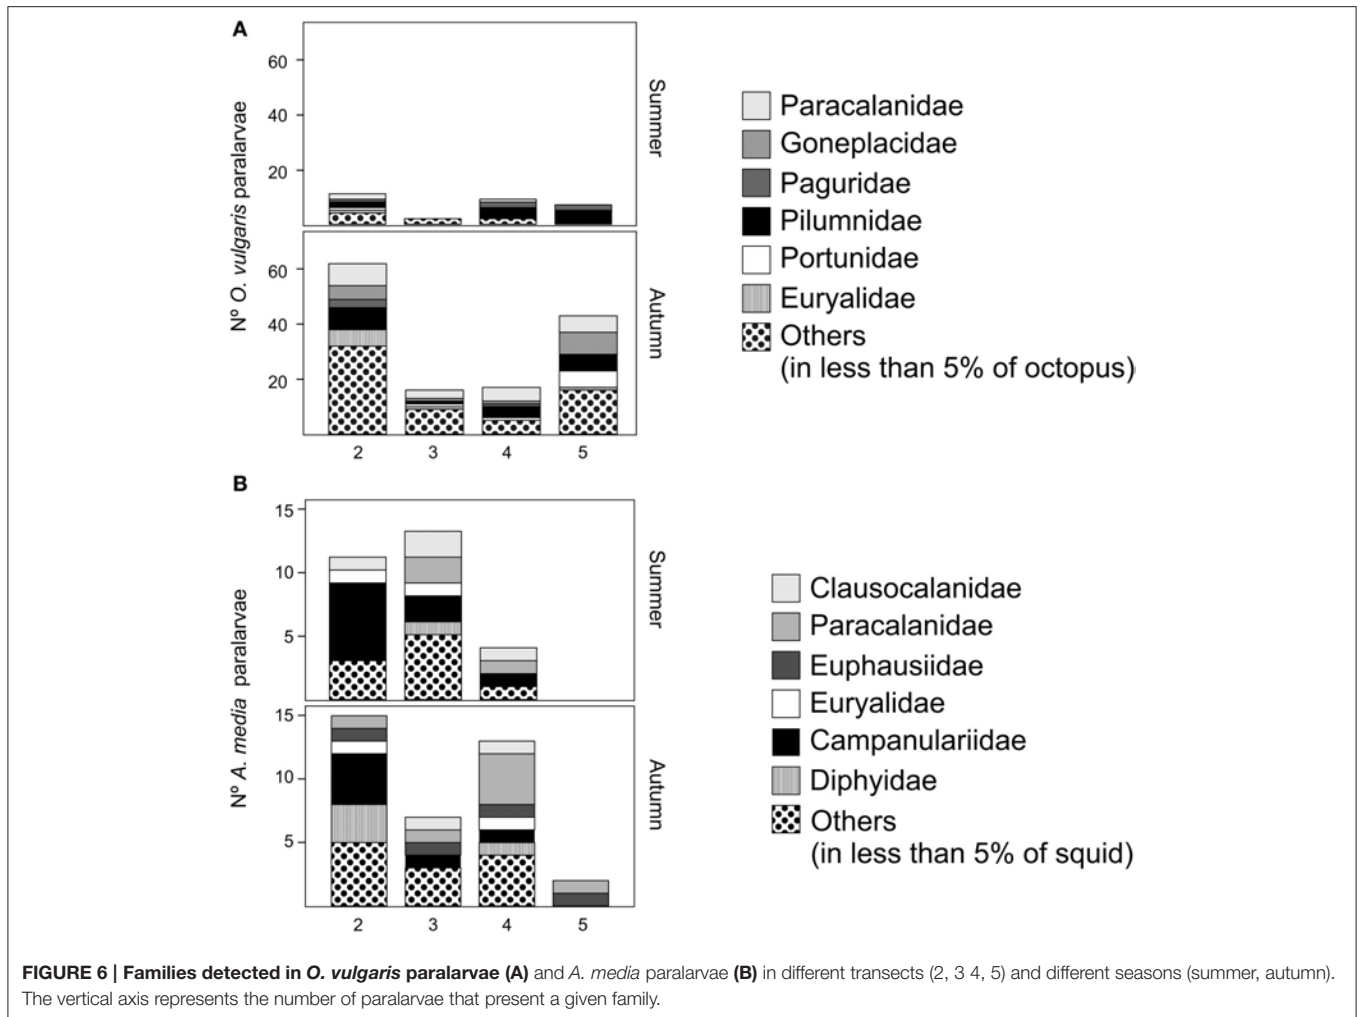 A
60
40
20
Summer
60
40
20
Autumn
Nº O. vulgaris paralarvae
2 3 4 5
Paracalanidae
Goneplacidae
Paguridae
Pilumnidae
Portunidae
Euryalidae
Others
(in less than 5% of octopus)
B
15
10
5
Summer
15
10
5
Autumn
Nº A. media paralarvae
2 3 4 5
Clausocalanidae
Paracalanidae
Euphausiidae
Euryalidae
Campanulariidae
Diphyidae
Others
(in less than 5% of squid)
FIGURE 6 | Families detected in O. vulgaris paralarvae (A) and A. media paralarvae (B) in different transects (2, 3 4, 5) and different seasons (summer, autumn).
The vertical axis represents the number of paralarvae that present a given family.